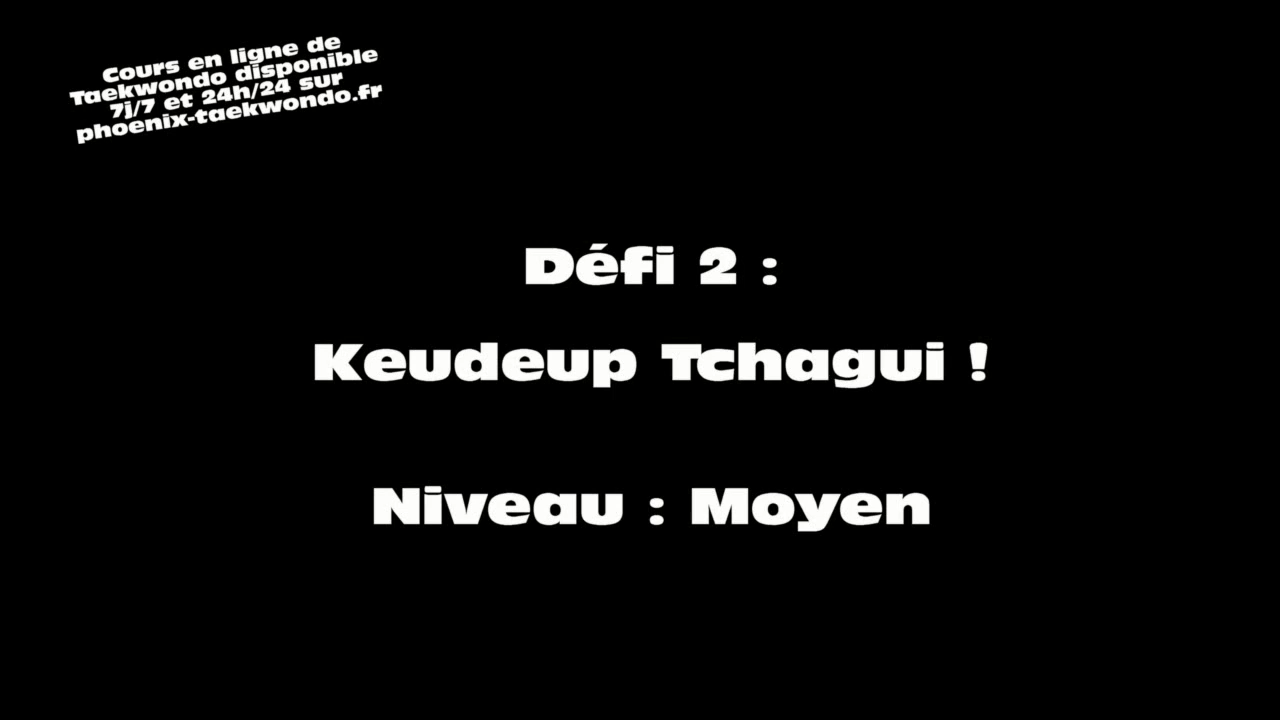 Cours en ligne de
Taekwondo disponible
7j/7 et 24h/24 sur
phoenix-taekwondo.fr
Défi 2 :
Keudeup Tchagui !
Niveau : Moyen